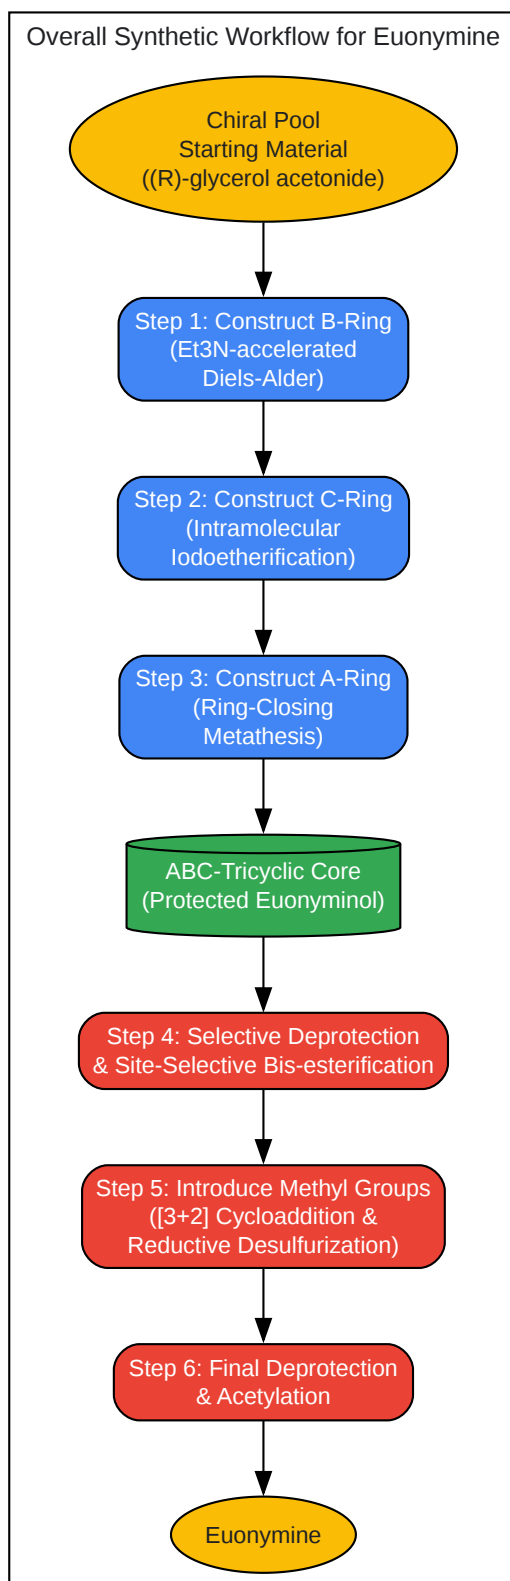 Overall Synthetic Workflow for Euonymine
Chiral Pool
Starting Material
((R)-glycerol acetonide)
Step 1: Construct B-Ring
(Et3N-accelerated
Diels-Alder)
Step 2: Construct C-Ring
(Intramolecular
Iodoetherification)
Step 3: Construct A-Ring
(Ring-Closing
Metathesis)
ABC-Tricyclic Core
(Protected Euonyminol)
Step 4: Selective Deprotection
& Site-Selective Bis-esterification
Step 5: Introduce Methyl Groups
([3+2] Cycloaddition &
Reductive Desulfurization)
Step 6: Final Deprotection
& Acetylation
Euonymine